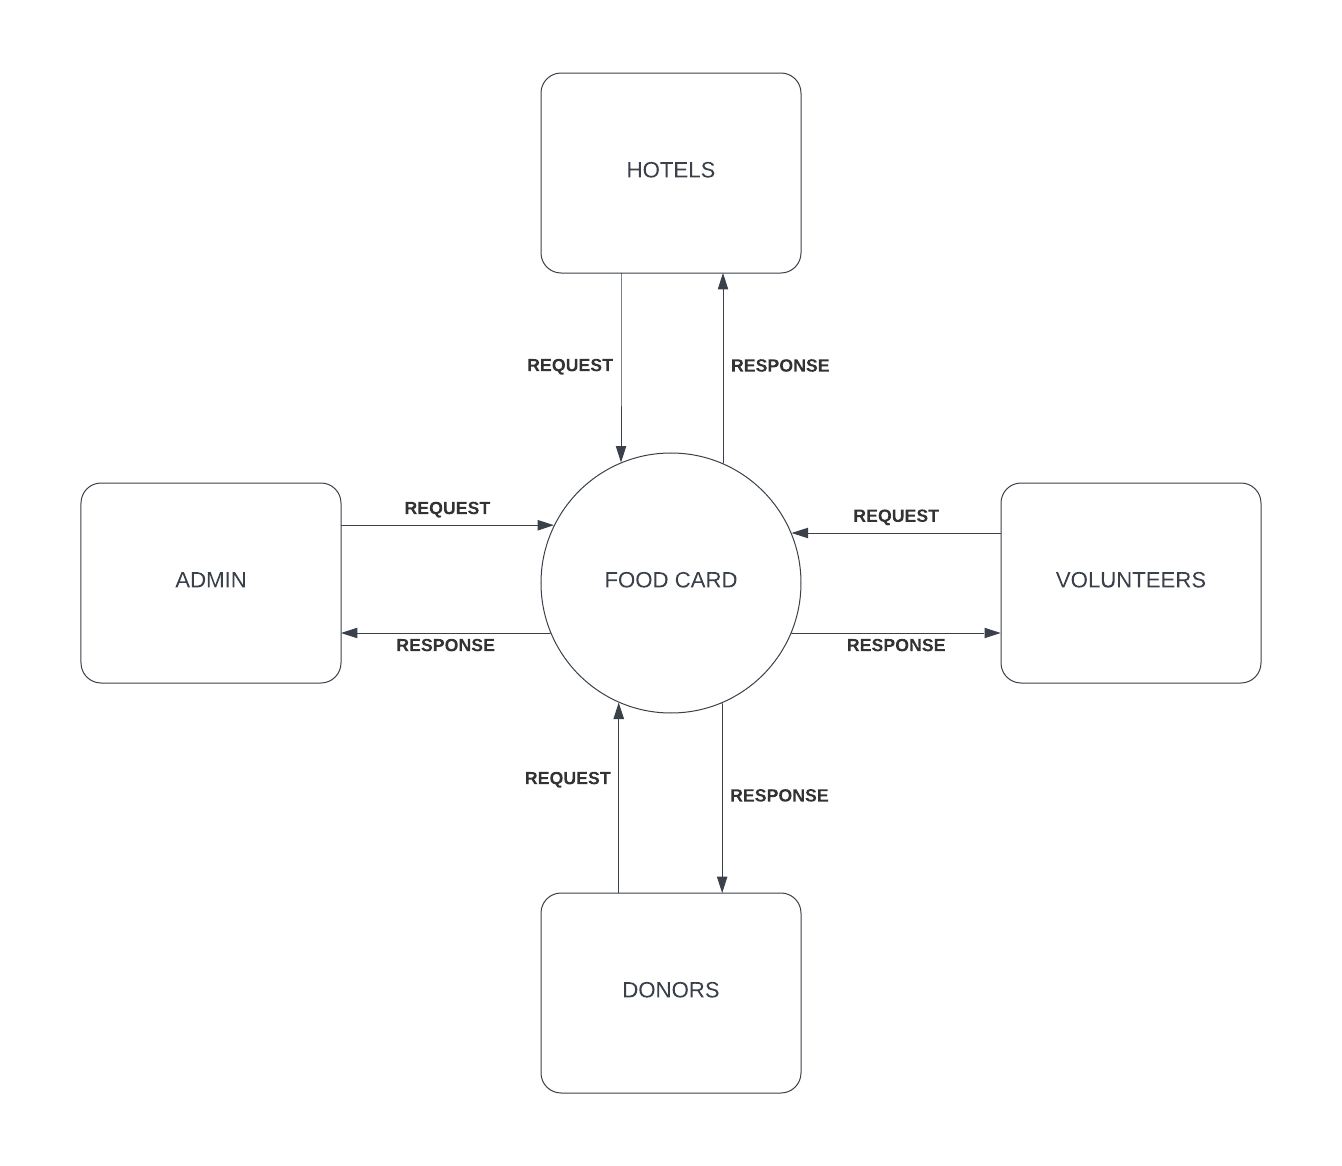 HOTELS
REQUEST
RESPONSE
REQUEST
REQUEST
ADMIN
FOOD CARD
VOLUNTEERS
RESPONSE
RESPONSE
REQUEST
RESPONSE
DONORS